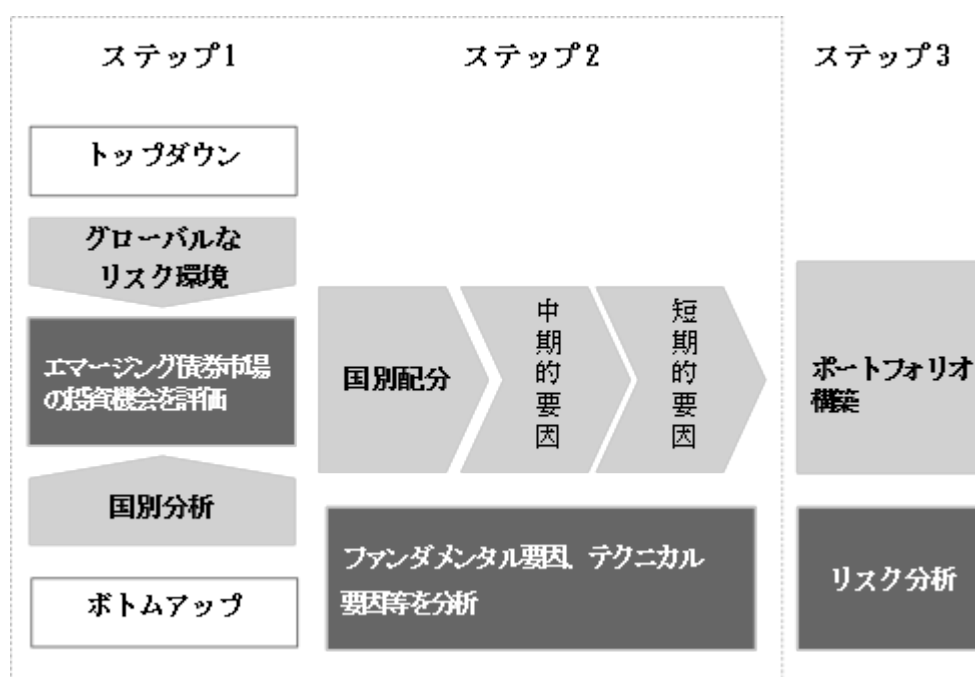 ステップ1
ステップ2
ステップ3
トップダウン
グローバルな
リスク環境
エマージング債券市場
の投資機会を評価
国別分析
ボトムアップ
国別配分
中期的要因
短期的要因
ファンダメンタル要因、テクニカル
要因等を分析
ポートフォリオ
構築
リスク分析